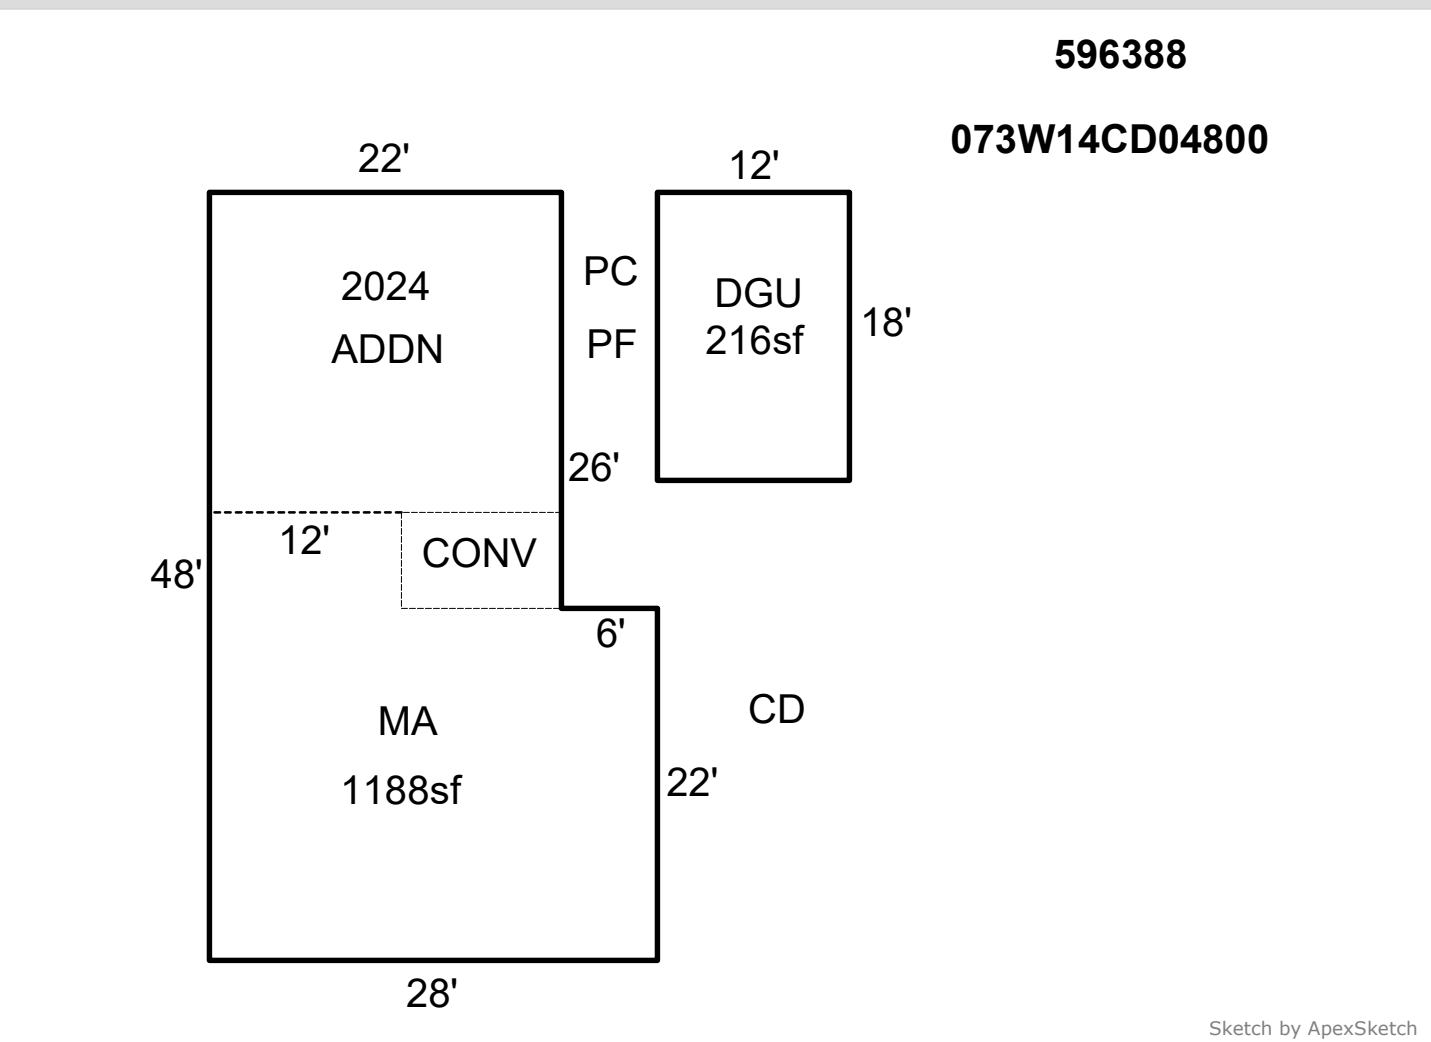 596388
073W14CD04800
22'
12'
2024
ADDN
PC
PF
DGU
216sf
18'
26'
12'
CONV
48'
6'
MA
1188sf
CD
22'
28'
Sketch by ApexSketch